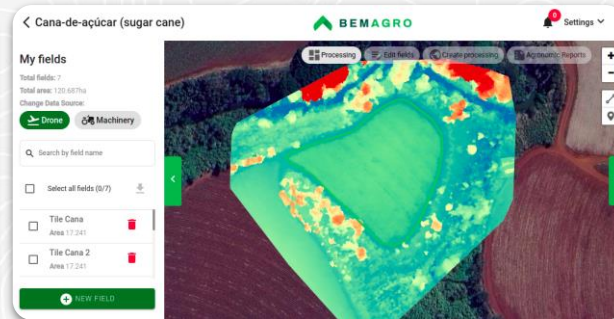 Cana-de-açúcar (sugar cane)
BEMAGRO
0
Settings
My fields
Total fields: 7
Total area: 120.687ha
Change Data Source:
Drone
Machinery
Search by field name
Select all fields (0/7)
Tile Cana
Area 17.241
Tile Cana 2
Area 17.241
NEW FIELD
Processing
Edit fields
Create processing
Agronomic Reports